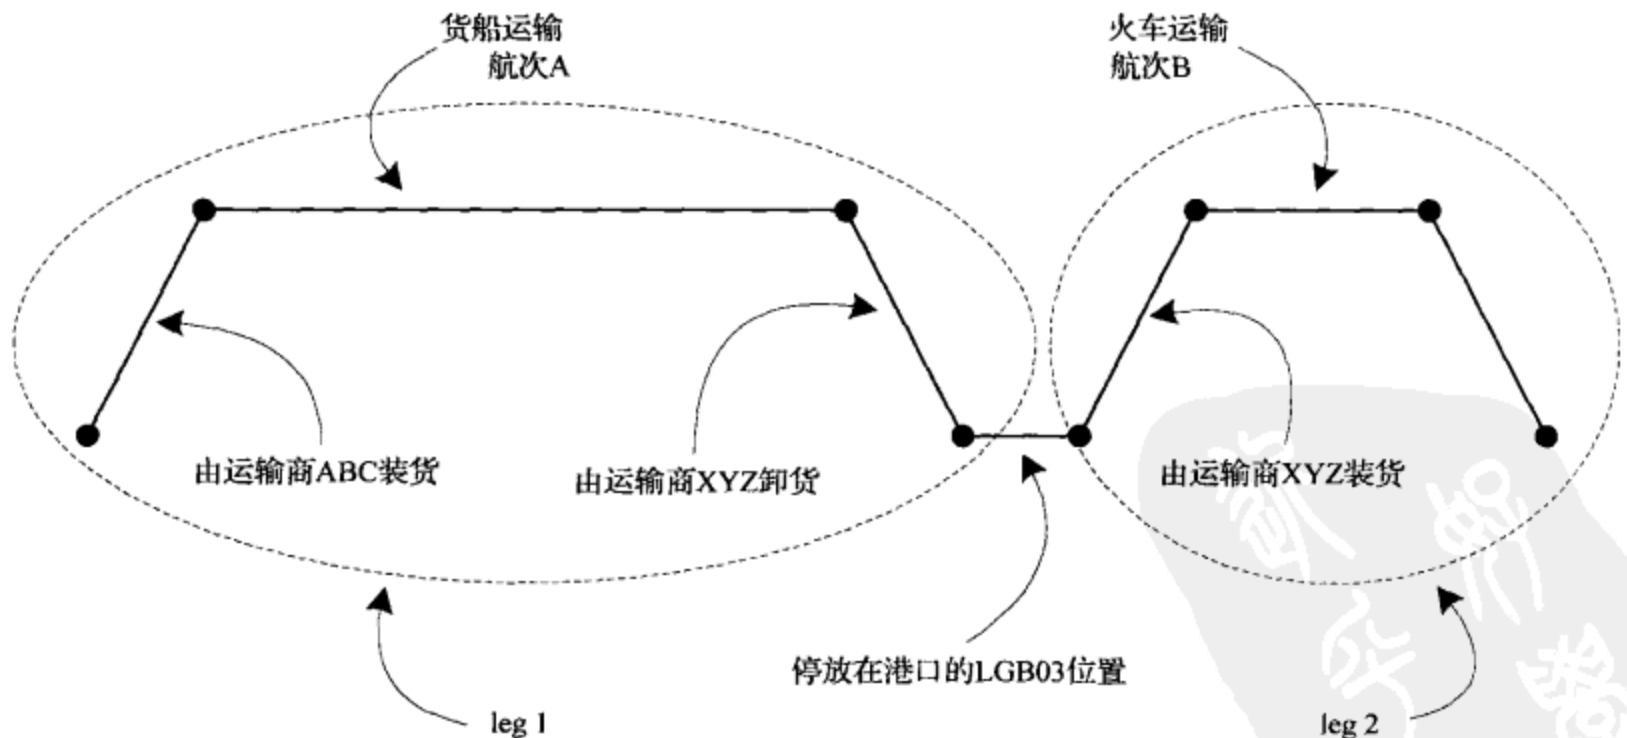 货船运输
航次A
火车运输
航次B
由运输商ABC装货
由运输商XYZ卸货
由运输商XYZ装货
停放在港口的LGB03位置
leg 1
leg 2